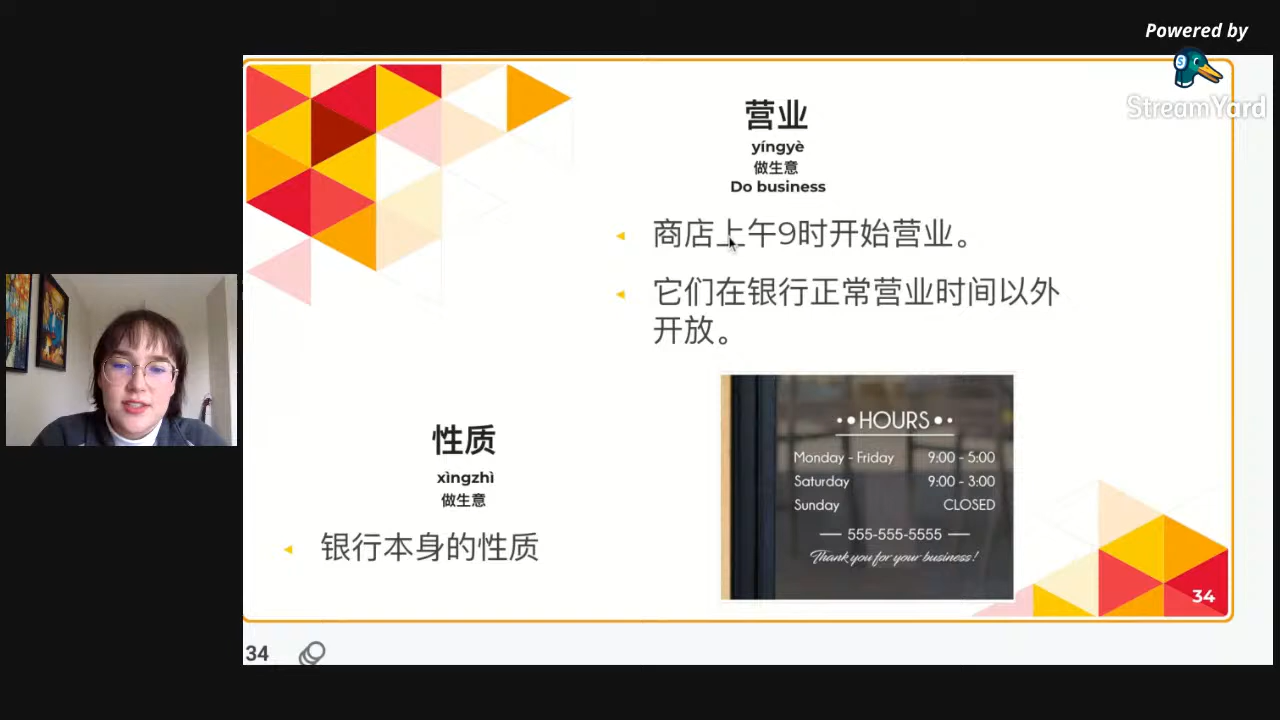 Powered by
StreamYard
营业
yíngyè
做生意
Do business
商店上午9时开始营业。
它们在银行正常营业时间以外
开放。
性质
xìngzhì
做生意
银行本身的性质
••HOURS••
Monday - Friday 9:00 - 5:00
Saturday 9:00 - 3:00
Sunday CLOSED
— 555-555-5555 —
Thank you for your business!
34
34